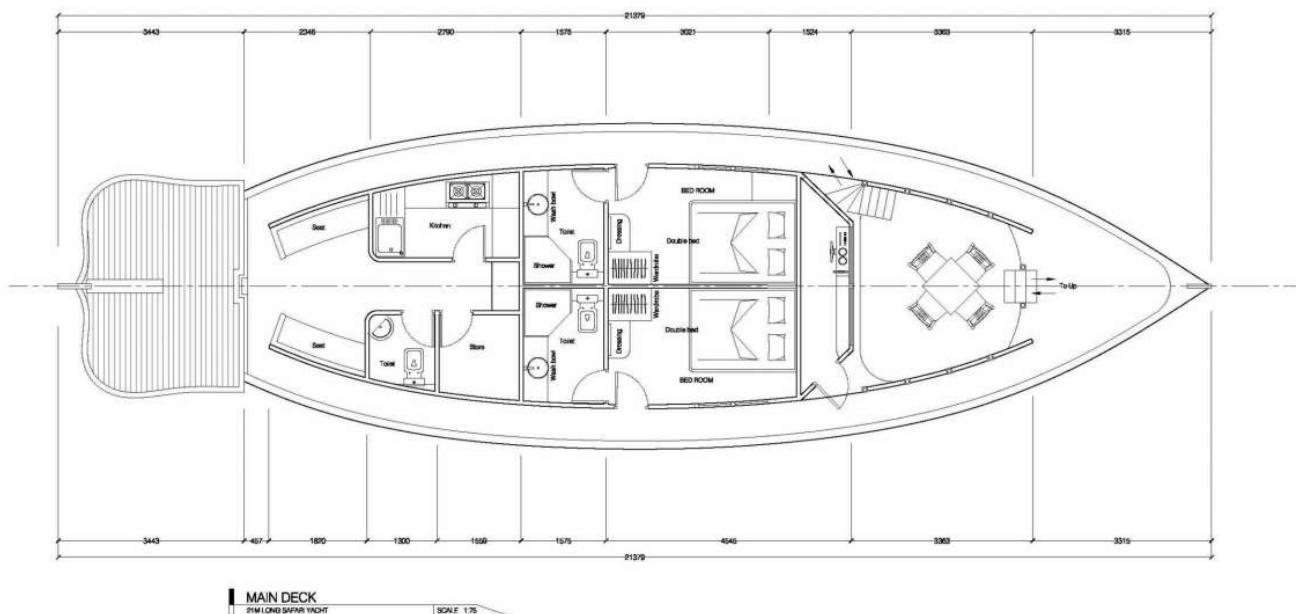 21379
3443 2346 2790 1575 3021 1524 3363 3315
BED ROOM
Wash bowl
Seat
Kitchen
Toilet
Dressing
Double bed
Shower
Wardrobe
To Up
Shower
Wardrobe
Double bed
Seat
Store
Toilet
Dressing
Toilet
Wash bowl
BED ROOM
3443 457 1820 1300 1559 1575 4545 3363 3315
21379
MAIN DECK
21M LONG SAFARI YACHT SCALE 1:75